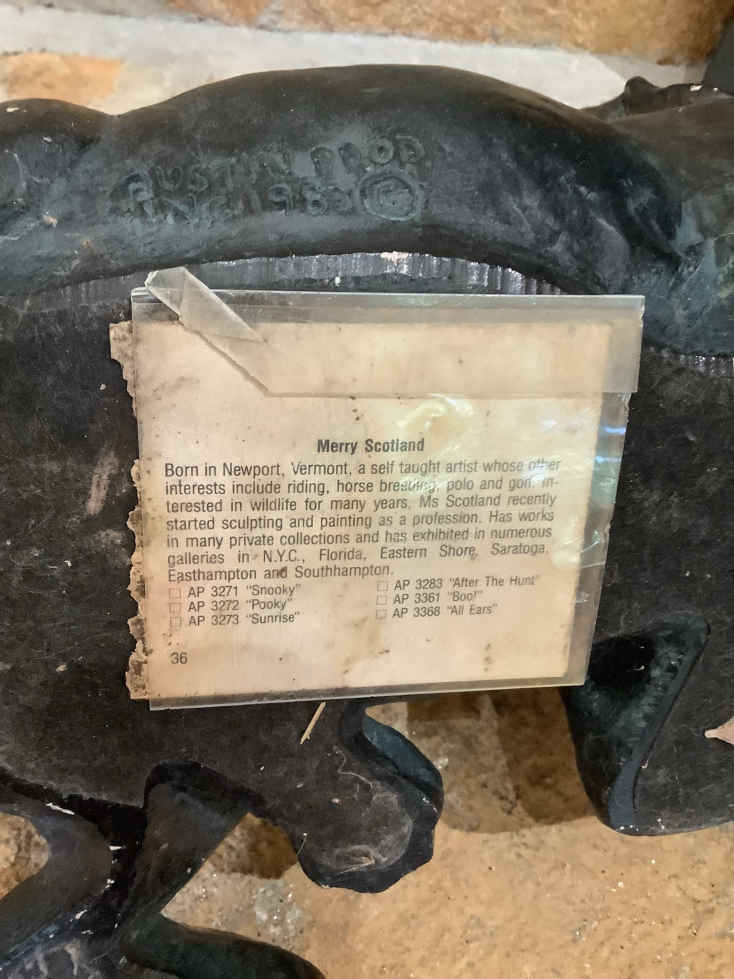 AUSTIN PROD
INC 198 ©
Merry Scotland
Born in Newport, Vermont, a self taught artist whose other
interests include riding, horse breeding, polo and golf. In-
terested in wildlife for many years. Ms Scotland recently
started sculpting and painting as a profession. Has works
in many private collections and has exhibited in numerous
galleries in N.Y.C., Florida, Eastern Shore, Saratoga,
Easthampton and Southhampton.
☐ AP 3271 "Snooky" ☐ AP 3283 "After The Hunt"
☐ AP 3272 "Pooky" ☐ AP 3361 "Boo!"
☐ AP 3273 "Sunrise" ☐ AP 3368 "All Ears"
36